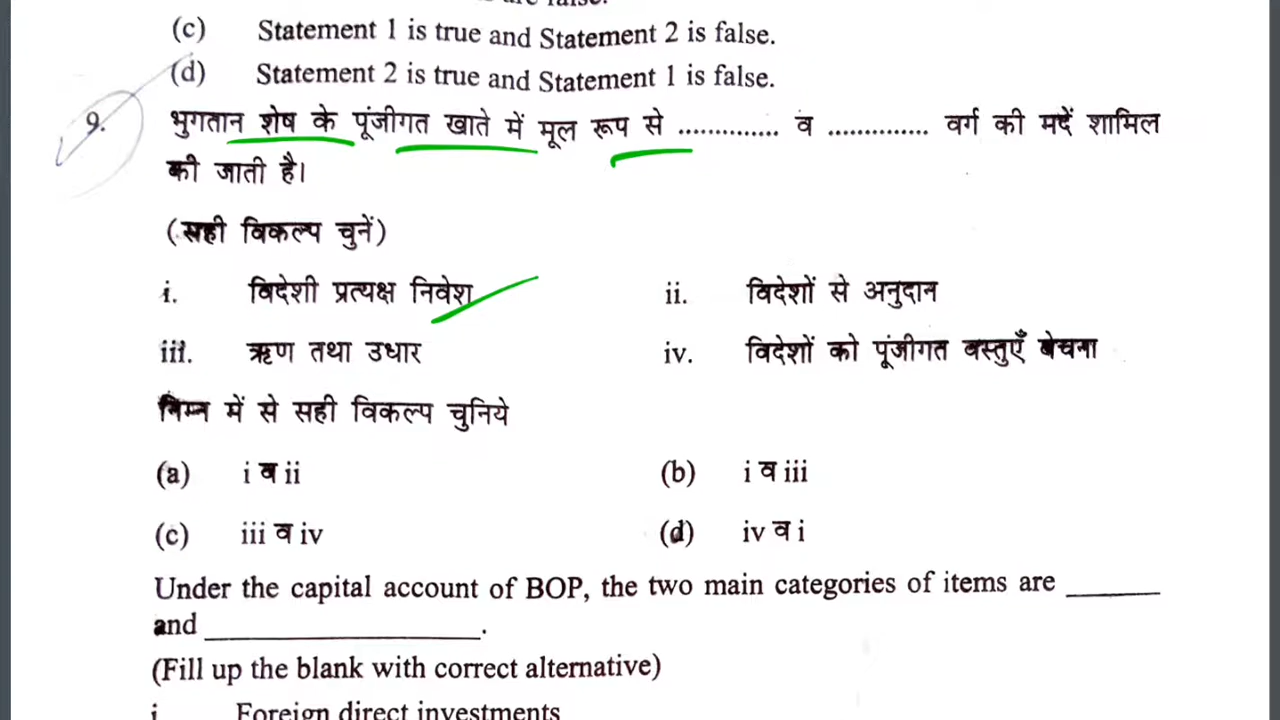 (c) Statement 1 is true and Statement 2 is false.
(d) Statement 2 is true and Statement 1 is false.
9. भुगतान शेष के पूंजीगत खाते में मूल रूप से .............. व .............. वर्ग की मदें शामिल
की जाती है।
(सही विकल्प चुनें)
i. विदेशी प्रत्यक्ष निवेश ii. विदेशों से अनुदान
iii. ऋण तथा उधार iv. विदेशों को पूंजीगत वस्तुएँ बेचना
निम्न में से सही विकल्प चुनिये
(a) i व ii (b) i व iii
(c) iii व iv (d) iv व i
Under the capital account of BOP, the two main categories of items are ______
and __________________.
(Fill up the blank with correct alternative)
i Foreign direct investments